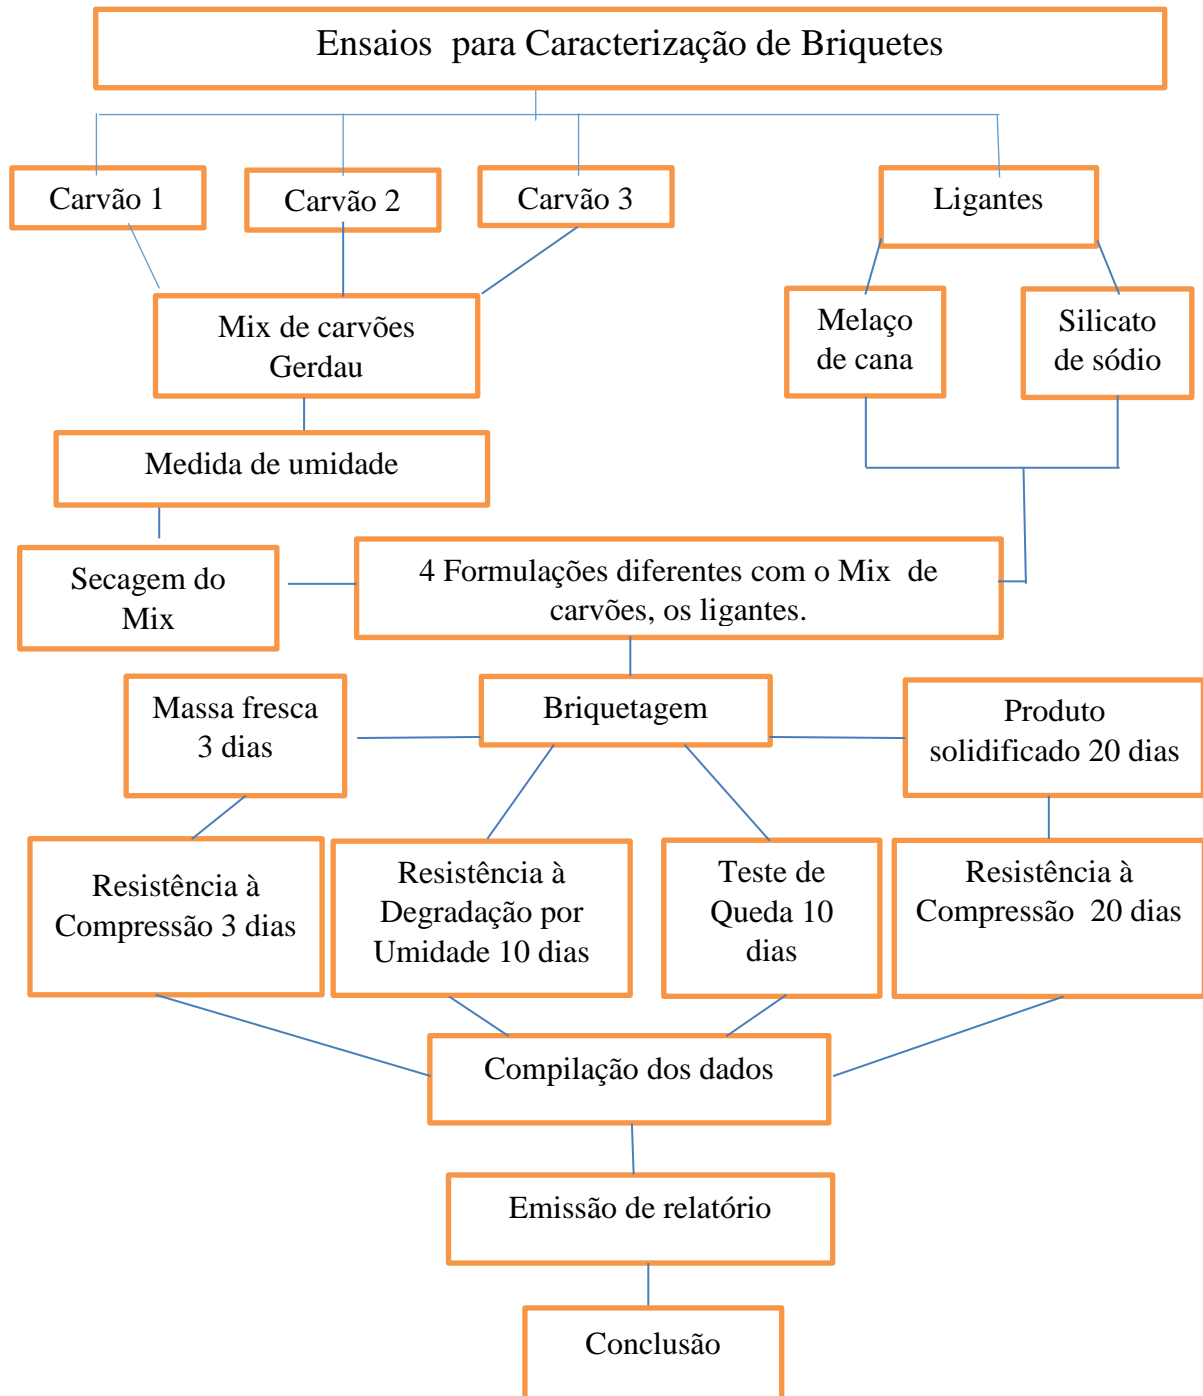 Ensaios  para Caracterização de Briquetes
Carvão 1
Carvão 2
Carvão 3
Ligantes
Mix de carvões
Gerdau
Melaço
de cana
Silicato
de sódio
Medida de umidade
Secagem do
Mix
4 Formulações diferentes com o Mix  de
carvões, os ligantes.
Massa fresca
3 dias
Briquetagem
Produto
solidificado 20 dias
Resistência à
Compressão 3 dias
Resistência à
Degradação por
Umidade 10 dias
Teste de
Queda 10
dias
Resistência à
Compressão  20 dias
Compilação dos dados
Emissão de relatório
Conclusão